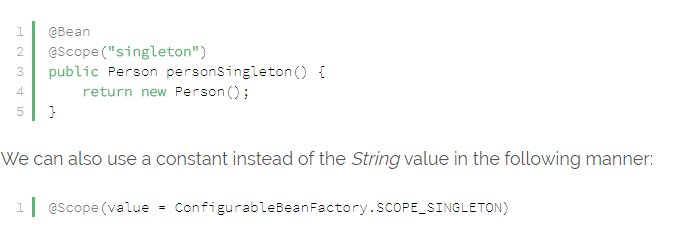 1 @Bean
2 @Scope("singleton")
3 public Person personSingleton() {
4     return new Person();
5 }
We can also use a constant instead of the String value in the following manner:
1 @Scope(value = ConfigurableBeanFactory.SCOPE_SINGLETON)